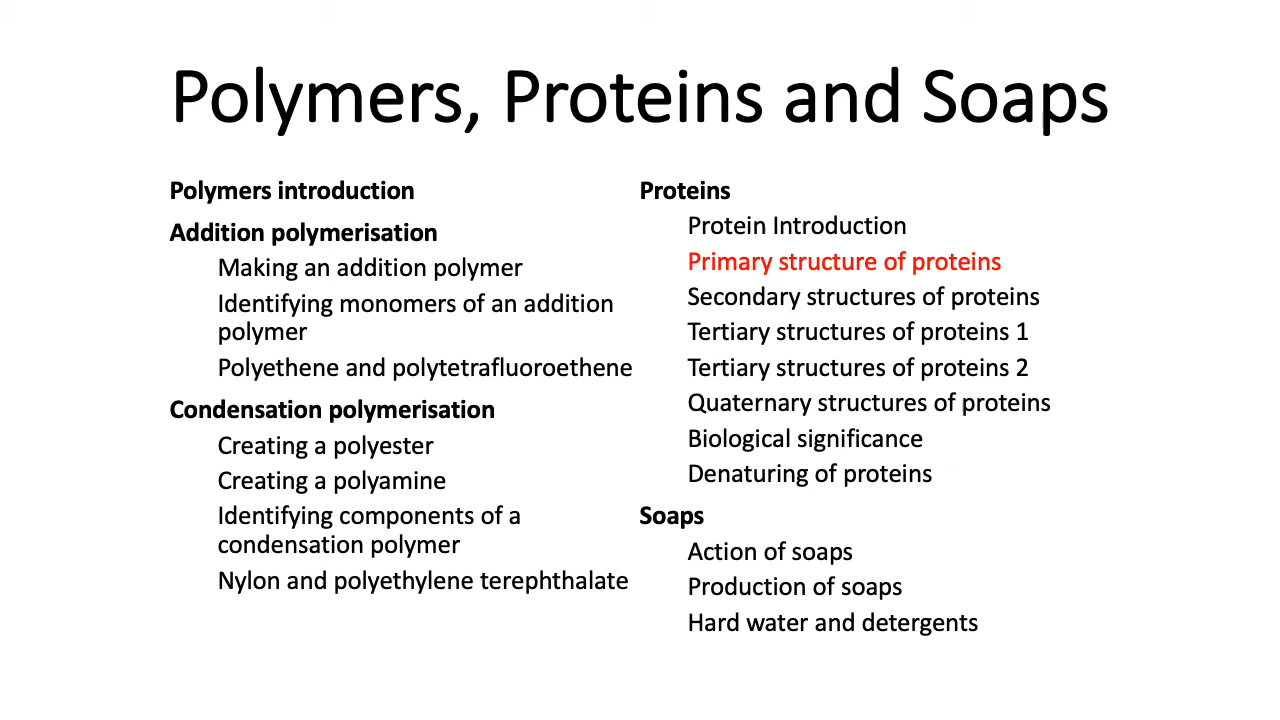 Polymers, Proteins and Soaps
Polymers introduction
Addition polymerisation
Making an addition polymer
Identifying monomers of an addition
polymer
Polyethene and polytetrafluoroethene
Condensation polymerisation
Creating a polyester
Creating a polyamine
Identifying components of a
condensation polymer
Nylon and polyethylene terephthalate
Proteins
Protein Introduction
Primary structure of proteins
Secondary structures of proteins
Tertiary structures of proteins 1
Tertiary structures of proteins 2
Quaternary structures of proteins
Biological significance
Denaturing of proteins
Soaps
Action of soaps
Production of soaps
Hard water and detergents